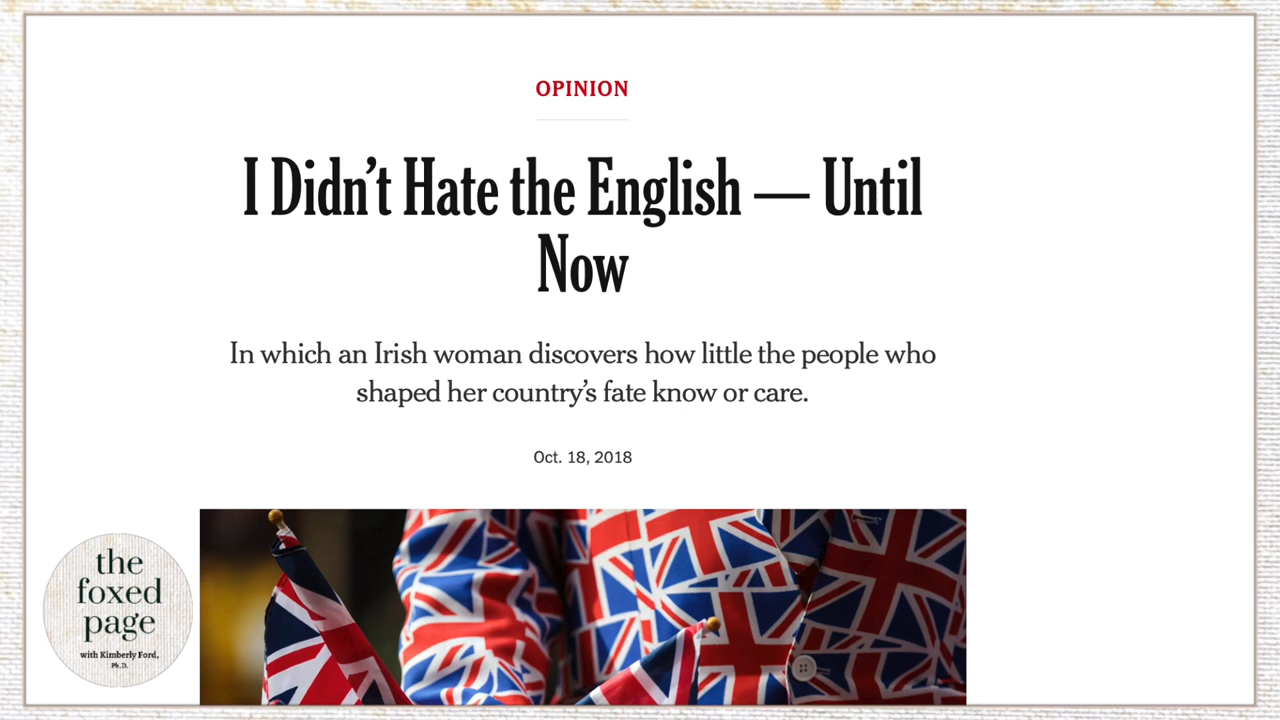 OPINION
I Didn’t Hate the English — Until
Now
In which an Irish woman discovers how little the people who
shaped her country’s fate know or care.
Oct. 18, 2018
the
foxed
page
with Kimberly Ford,
Ph.D.